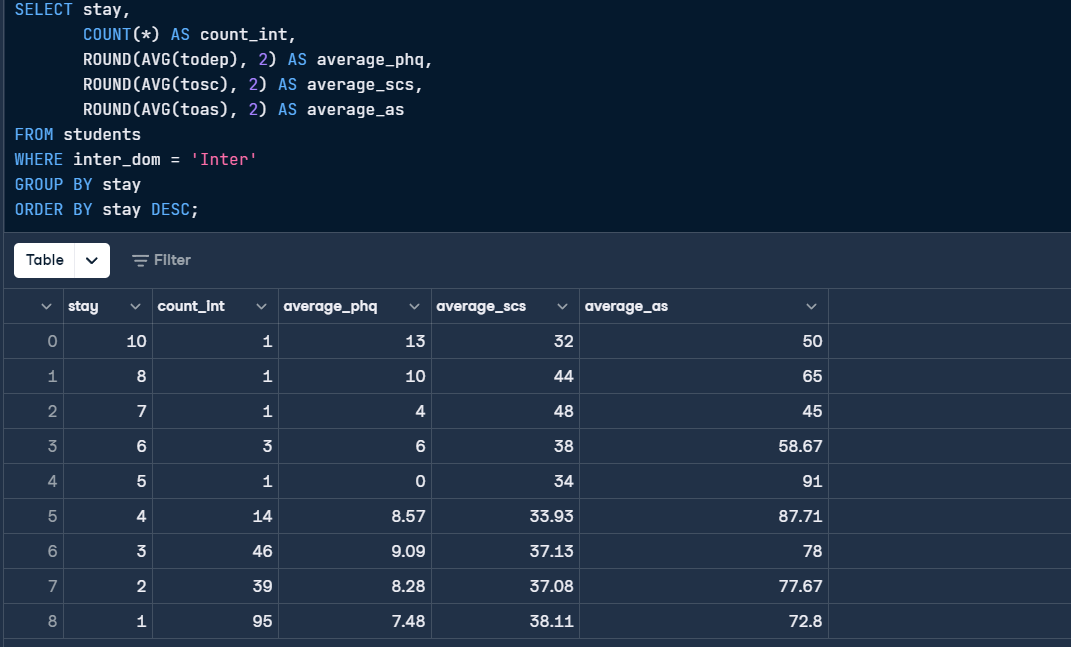 SELECT stay,
COUNT(*) AS count_int,
ROUND(AVG(todep), 2) AS average_phq,
ROUND(AVG(tosc), 2) AS average_scs,
ROUND(AVG(toas), 2) AS average_as
FROM students
WHERE inter_dom = 'Inter'
GROUP BY stay
ORDER BY stay DESC;
Table Filter
stay count_int average_phq average_scs average_as
0 10 1 13 32 50
1 8 1 10 44 65
2 7 1 4 48 45
3 6 3 6 38 58.67
4 5 1 0 34 91
5 4 14 8.57 33.93 87.71
6 3 46 9.09 37.13 78
7 2 39 8.28 37.08 77.67
8 1 95 7.48 38.11 72.8